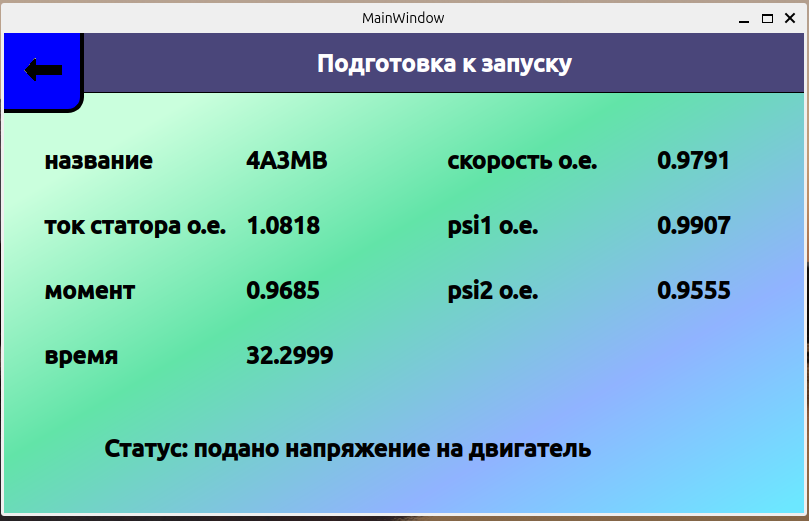 MainWindow
Подготовка к запуску
название 4АЗМВ скорость о.е. 0.9791
ток статора о.е. 1.0818 psi1 о.е. 0.9907
момент 0.9685 psi2 о.е. 0.9555
время 32.2999
Статус: подано напряжение на двигатель